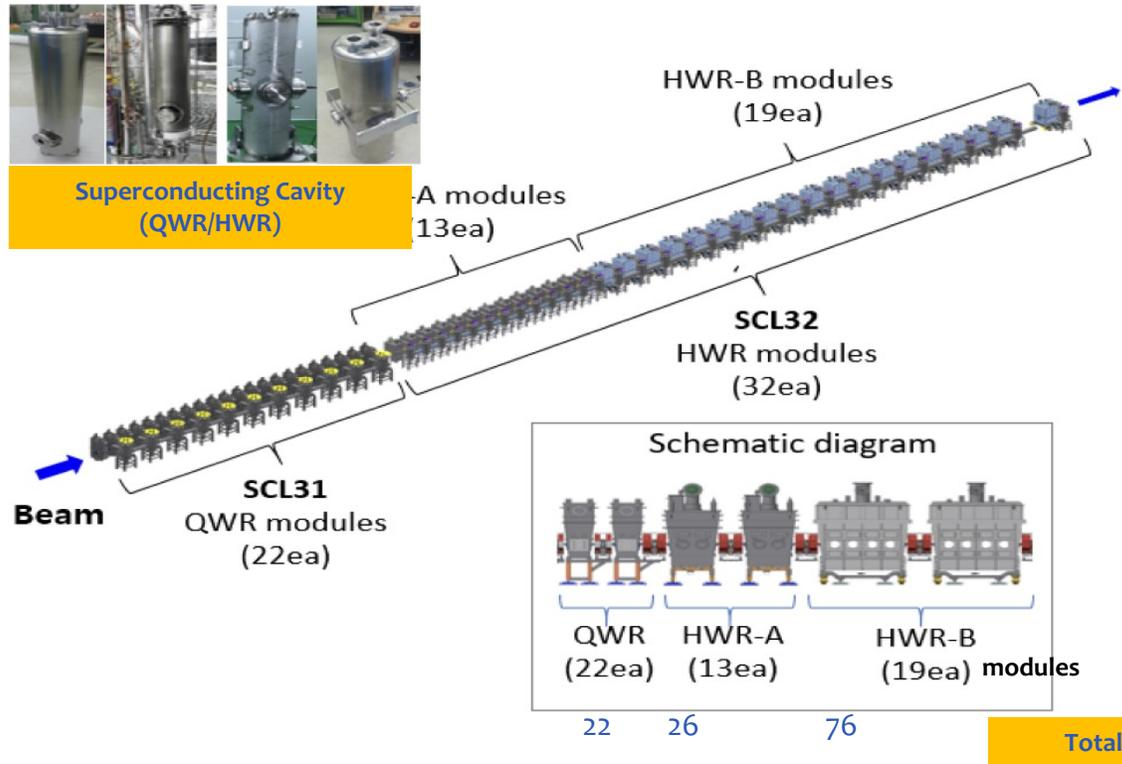 HWR-B modules
(19ea)
Superconducting Cavity
(QWR/HWR)
-A modules
(13ea)
SCL32
HWR modules
(32ea)
Beam
SCL31
QWR modules
(22ea)
Schematic diagram
QWR
(22ea)
HWR-A
(13ea)
HWR-B
(19ea) modules
22 26 76
Total